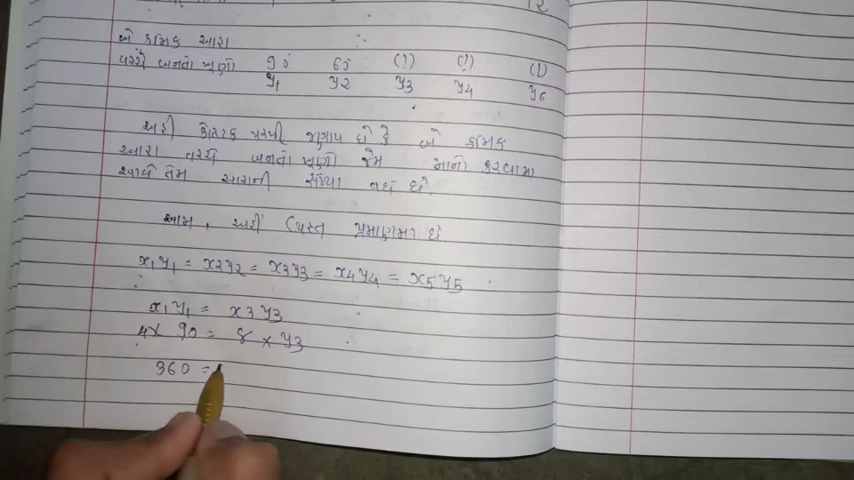 12
બે ક્રમિક આરા
વચ્ચે બનતો ખૂણો 90° 60° (?) (?) (?)
y1 y2 y3 y4 y5
અહીં કોષ્ટક પરથી જણાય છે કે બે ક્રમિક
આરા વચ્ચે બનતો ખૂણો જેમ નાનો કરવામાં
આવે તેમ આરાની સંખ્યા વધે છે.
આમ, અહીં વ્યસ્ત પ્રમાણમાં છે.
x1y1 = x2y2 = x3y3 = x4y4 = x5y5
x1y1 = x3y3
4 x 90 = 8 x y3
360 =